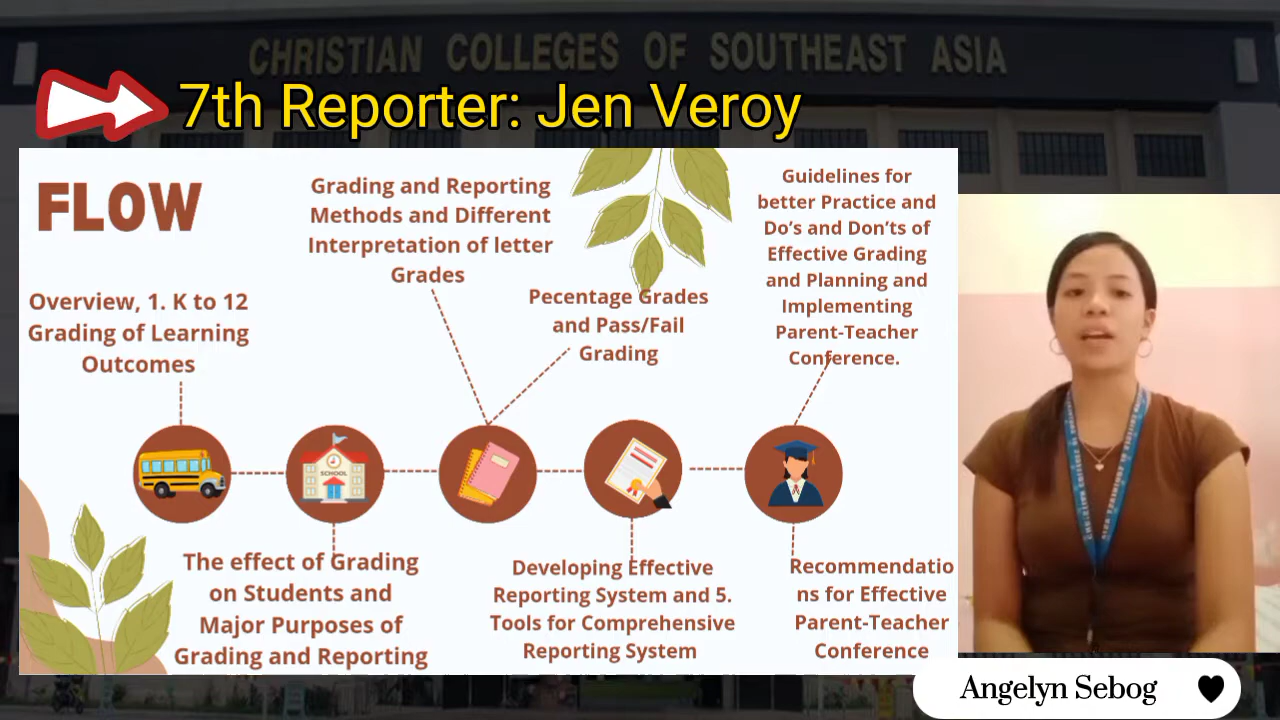 CHRISTIAN COLLEGES OF SOUTHEAST ASIA
7th Reporter: Jen Veroy
FLOW
Overview, 1. K to 12
Grading of Learning
Outcomes
Grading and Reporting
Methods and Different
Interpretation of letter
Grades
Pecentage Grades
and Pass/Fail
Grading
Guidelines for
better Practice and
Do’s and Don’ts of
Effective Grading
and Planning and
Implementing
Parent-Teacher
Conference.
SCHOOL
The effect of Grading
on Students and
Major Purposes of
Grading and Reporting
Developing Effective
Reporting System and 5.
Tools for Comprehensive
Reporting System
Recommendatio
ns for Effective
Parent-Teacher
Conference
Angelyn Sebog